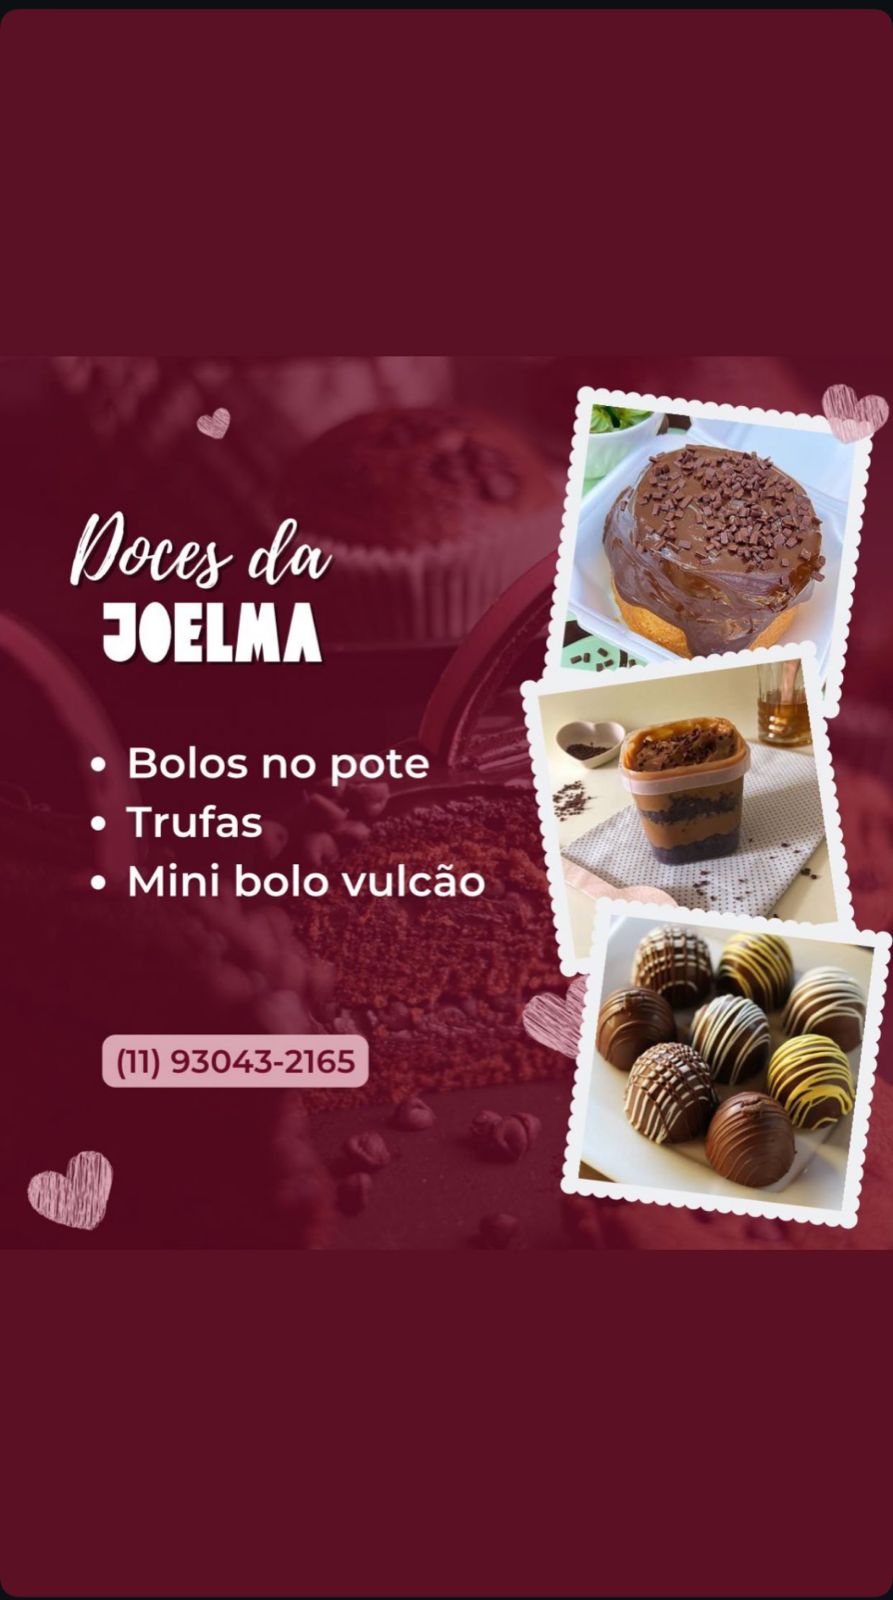 Doces da
JOELMA
• Bolos no pote
• Trufas
• Mini bolo vulcão
(11) 93043-2165